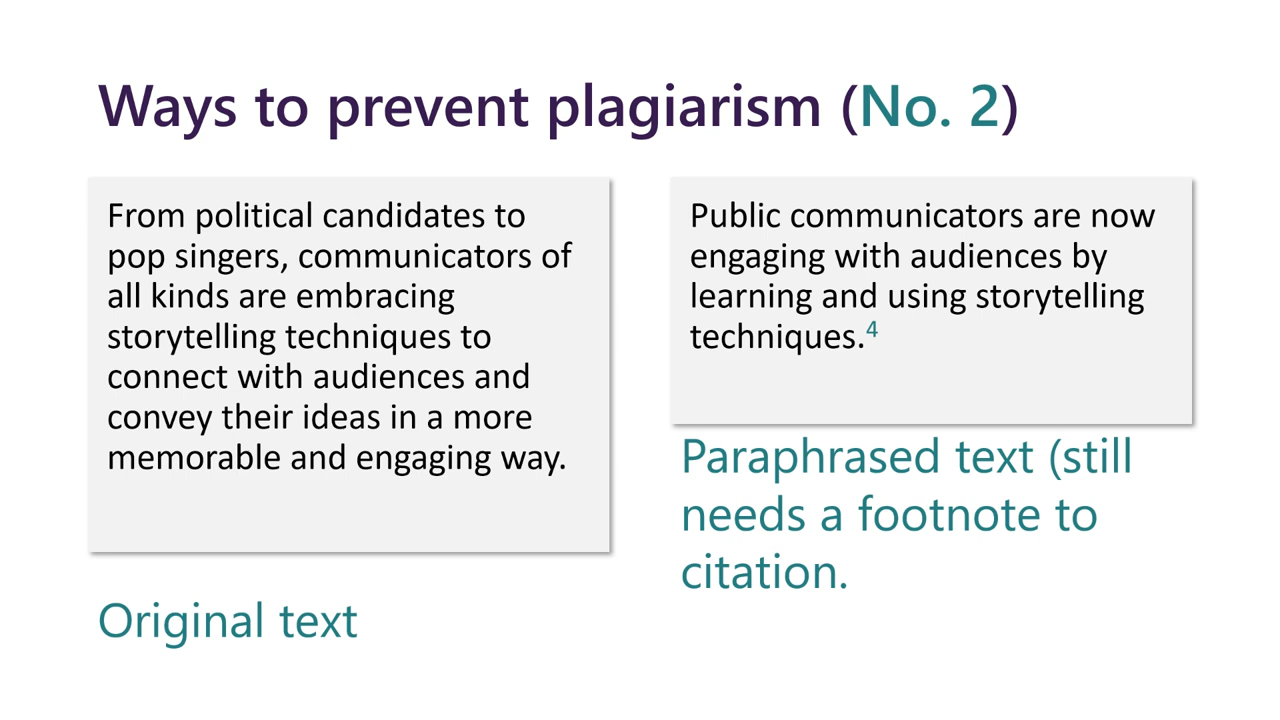 Ways to prevent plagiarism (No. 2)
From political candidates to
pop singers, communicators of
all kinds are embracing
storytelling techniques to
connect with audiences and
convey their ideas in a more
memorable and engaging way.
Original text
Public communicators are now
engaging with audiences by
learning and using storytelling
techniques.4
Paraphrased text (still
needs a footnote to
citation.